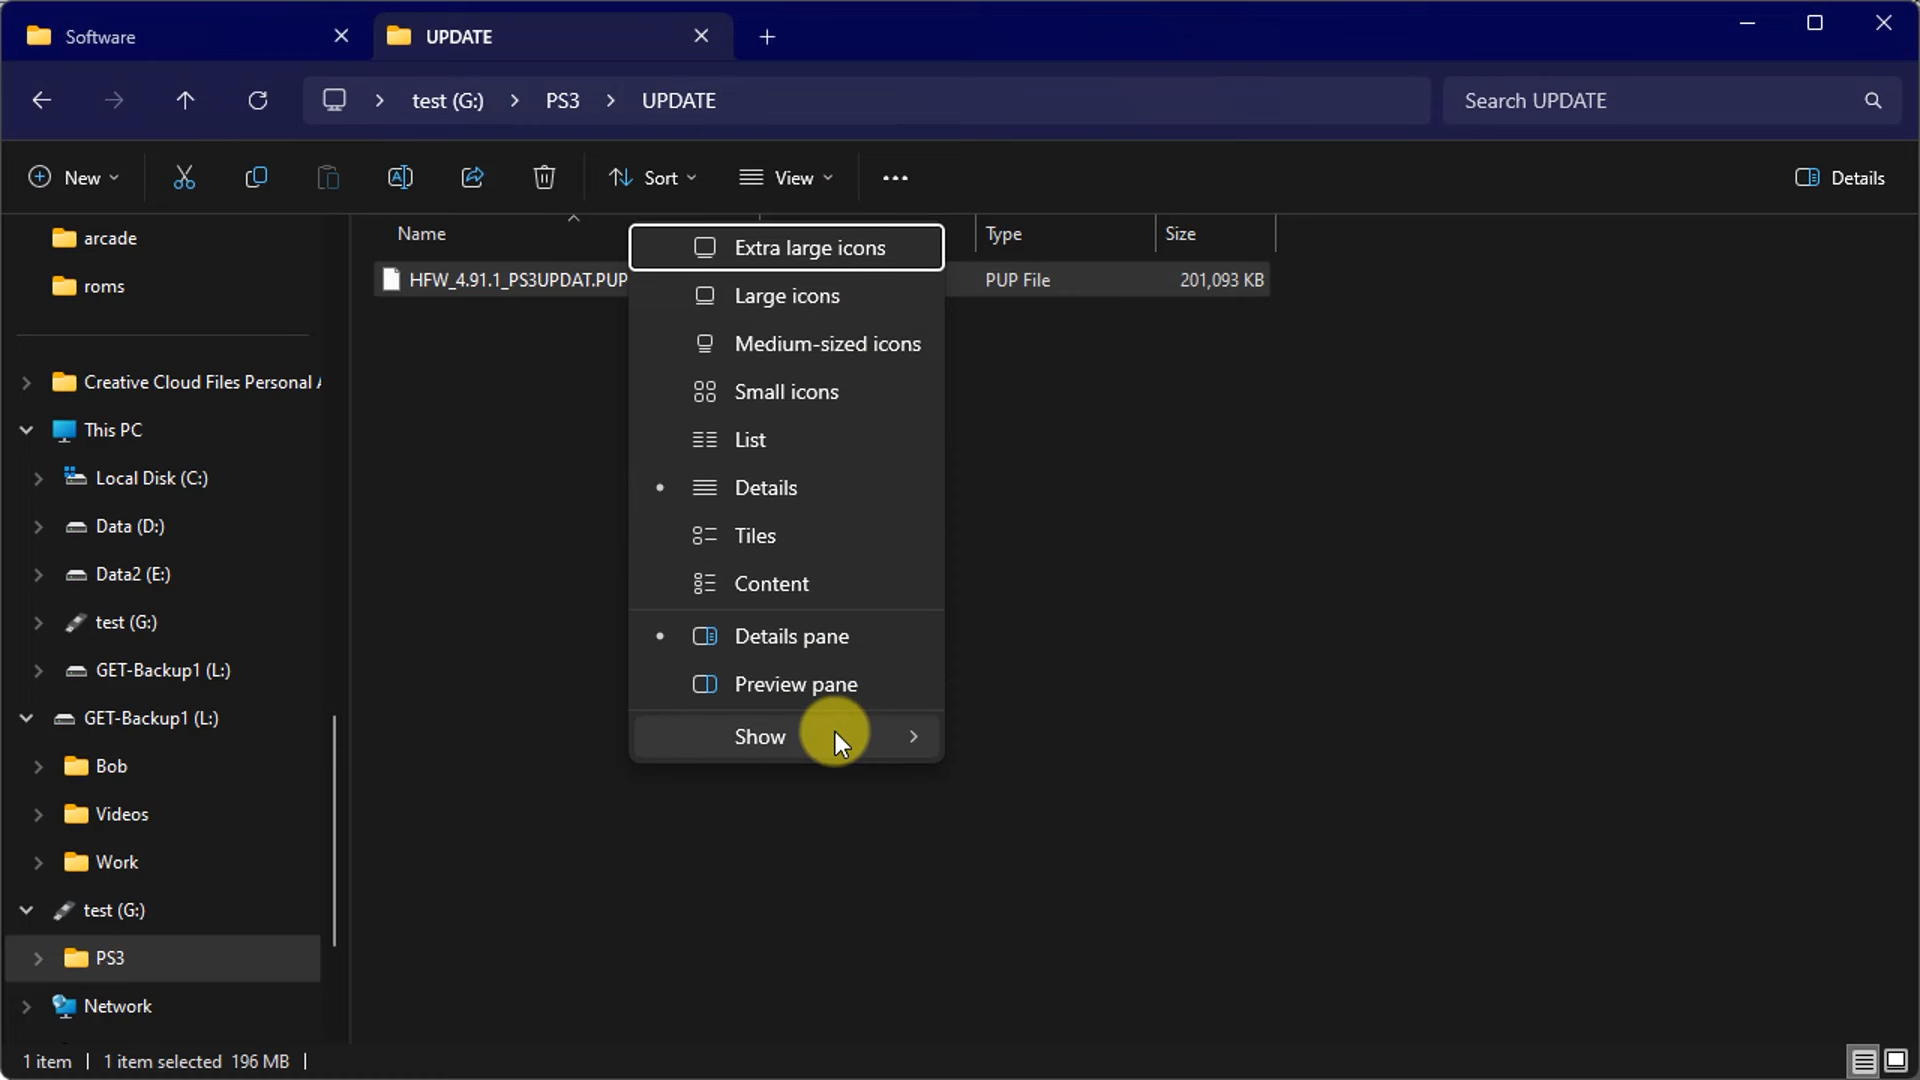 Software
UPDATE
test (G:)
PS3
UPDATE
Search UPDATE
New
Sort
View
Details
arcade
roms
Creative Cloud Files Personal
This PC
Local Disk (C:)
Data (D:)
Data2 (E:)
test (G:)
GET-Backup1 (L:)
GET-Backup1 (L:)
Bob
Videos
Work
test (G:)
PS3
Network
Name
Type
Size
HFW_4.91.1_PS3UPDAT.PUP
PUP File
201,093 KB
Extra large icons
Large icons
Medium-sized icons
Small icons
List
Details
Tiles
Content
Details pane
Preview pane
Show
1 item
1 item selected 196 MB